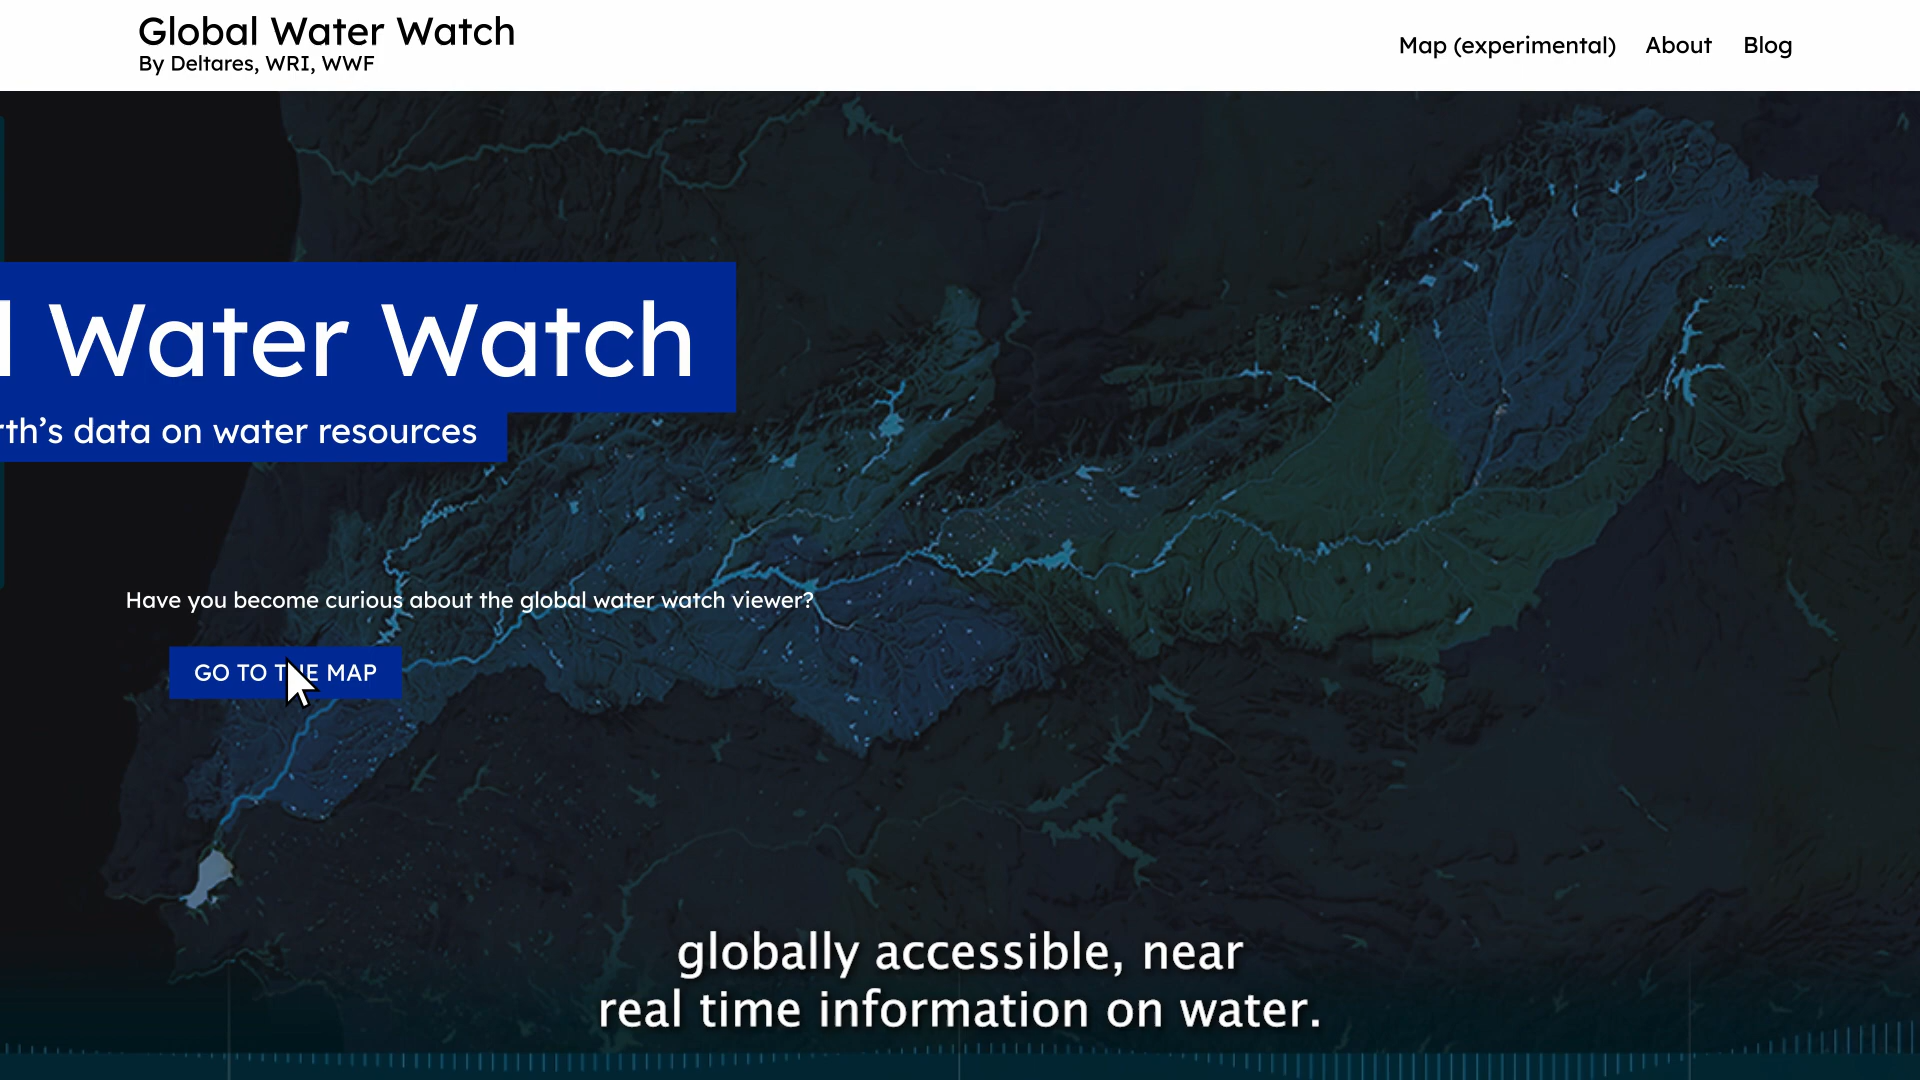 Global Water Watch
By Deltares, WRI, WWF
Map (experimental) About Blog
l Water Watch
rth’s data on water resources
Have you become curious about the global water watch viewer?
GO TO THE MAP
globally accessible, near
real time information on water.